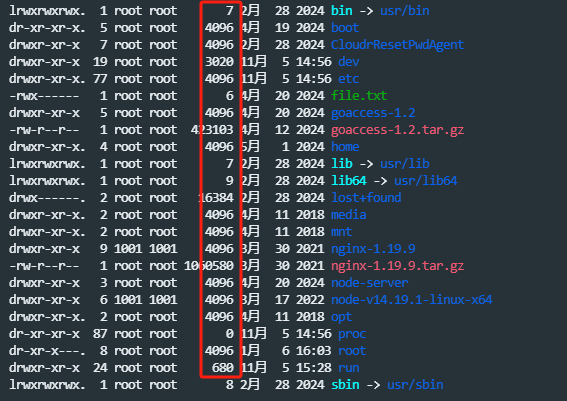 lrwxrwxrwx. 1 root root 7 2月 28 2024 bin -> usr/bin
dr-xr-xr-x. 5 root root 4096 4月 19 2024 boot
drwxr-xr-x 7 root root 4096 2月 28 2024 CloudrResetPwdAgent
drwxr-xr-x 19 root root 3020 11月 5 14:56 dev
drwxr-xr-x. 77 root root 4096 11月 5 14:56 etc
-rwx------ 1 root root 6 4月 20 2024 file.txt
drwxr-xr-x 5 root root 4096 4月 20 2024 goaccess-1.2
-rw-r--r-- 1 root root 423103 4月 12 2024 goaccess-1.2.tar.gz
drwxr-xr-x. 4 root root 4096 5月 1 2024 home
lrwxrwxrwx. 1 root root 7 2月 28 2024 lib -> usr/lib
lrwxrwxrwx. 1 root root 9 2月 28 2024 lib64 -> usr/lib64
drwx------. 2 root root 16384 2月 28 2024 lost+found
drwxr-xr-x. 2 root root 4096 4月 11 2018 media
drwxr-xr-x. 2 root root 4096 4月 11 2018 mnt
drwxr-xr-x 9 1001 1001 4096 3月 30 2021 nginx-1.19.9
-rw-r--r-- 1 root root 1060580 3月 30 2021 nginx-1.19.9.tar.gz
drwxr-xr-x 3 root root 4096 4月 20 2024 node-server
drwxr-xr-x 6 1001 1001 4096 3月 17 2022 node-v14.19.1-linux-x64
drwxr-xr-x. 2 root root 4096 4月 11 2018 opt
dr-xr-xr-x 87 root root 0 11月 5 14:56 proc
dr-xr-x---. 8 root root 4096 1月 6 16:03 root
drwxr-xr-x 24 root root 680 11月 5 15:28 run
lrwxrwxrwx. 1 root root 8 2月 28 2024 sbin -> usr/sbin